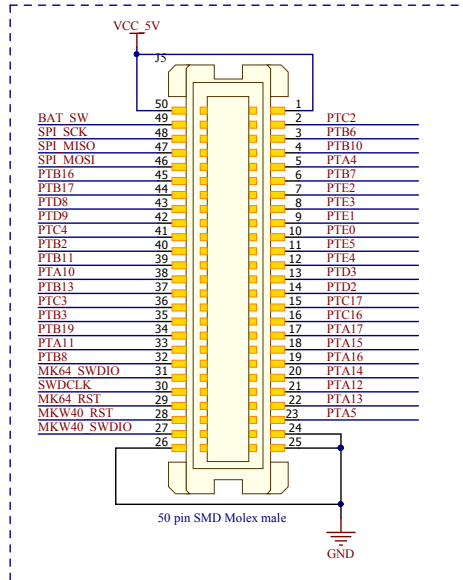 VCC_5V
J5
50 1
BAT_SW 49 2 PTC2
SPI_SCK 48 3 PTB6
SPI_MISO 47 4 PTB10
SPI_MOSI 46 5 PTA4
PTB16 45 6 PTB7
PTB17 44 7 PTE2
PTD8 43 8 PTE3
PTD9 42 9 PTE1
PTC4 41 10 PTE0
PTB2 40 11 PTE5
PTB11 39 12 PTE4
PTA10 38 13 PTD3
PTB13 37 14 PTD2
PTC3 36 15 PTC17
PTB3 35 16 PTC16
PTB19 34 17 PTA17
PTA11 33 18 PTA15
PTB8 32 19 PTA16
MK64_SWDIO 31 20 PTA14
SWDCLK 30 21 PTA12
MK64_RST 29 22 PTA13
MKW40_RST 28 23 PTA5
MKW40_SWDIO 27 24
26 25
50 pin SMD Molex male
GND